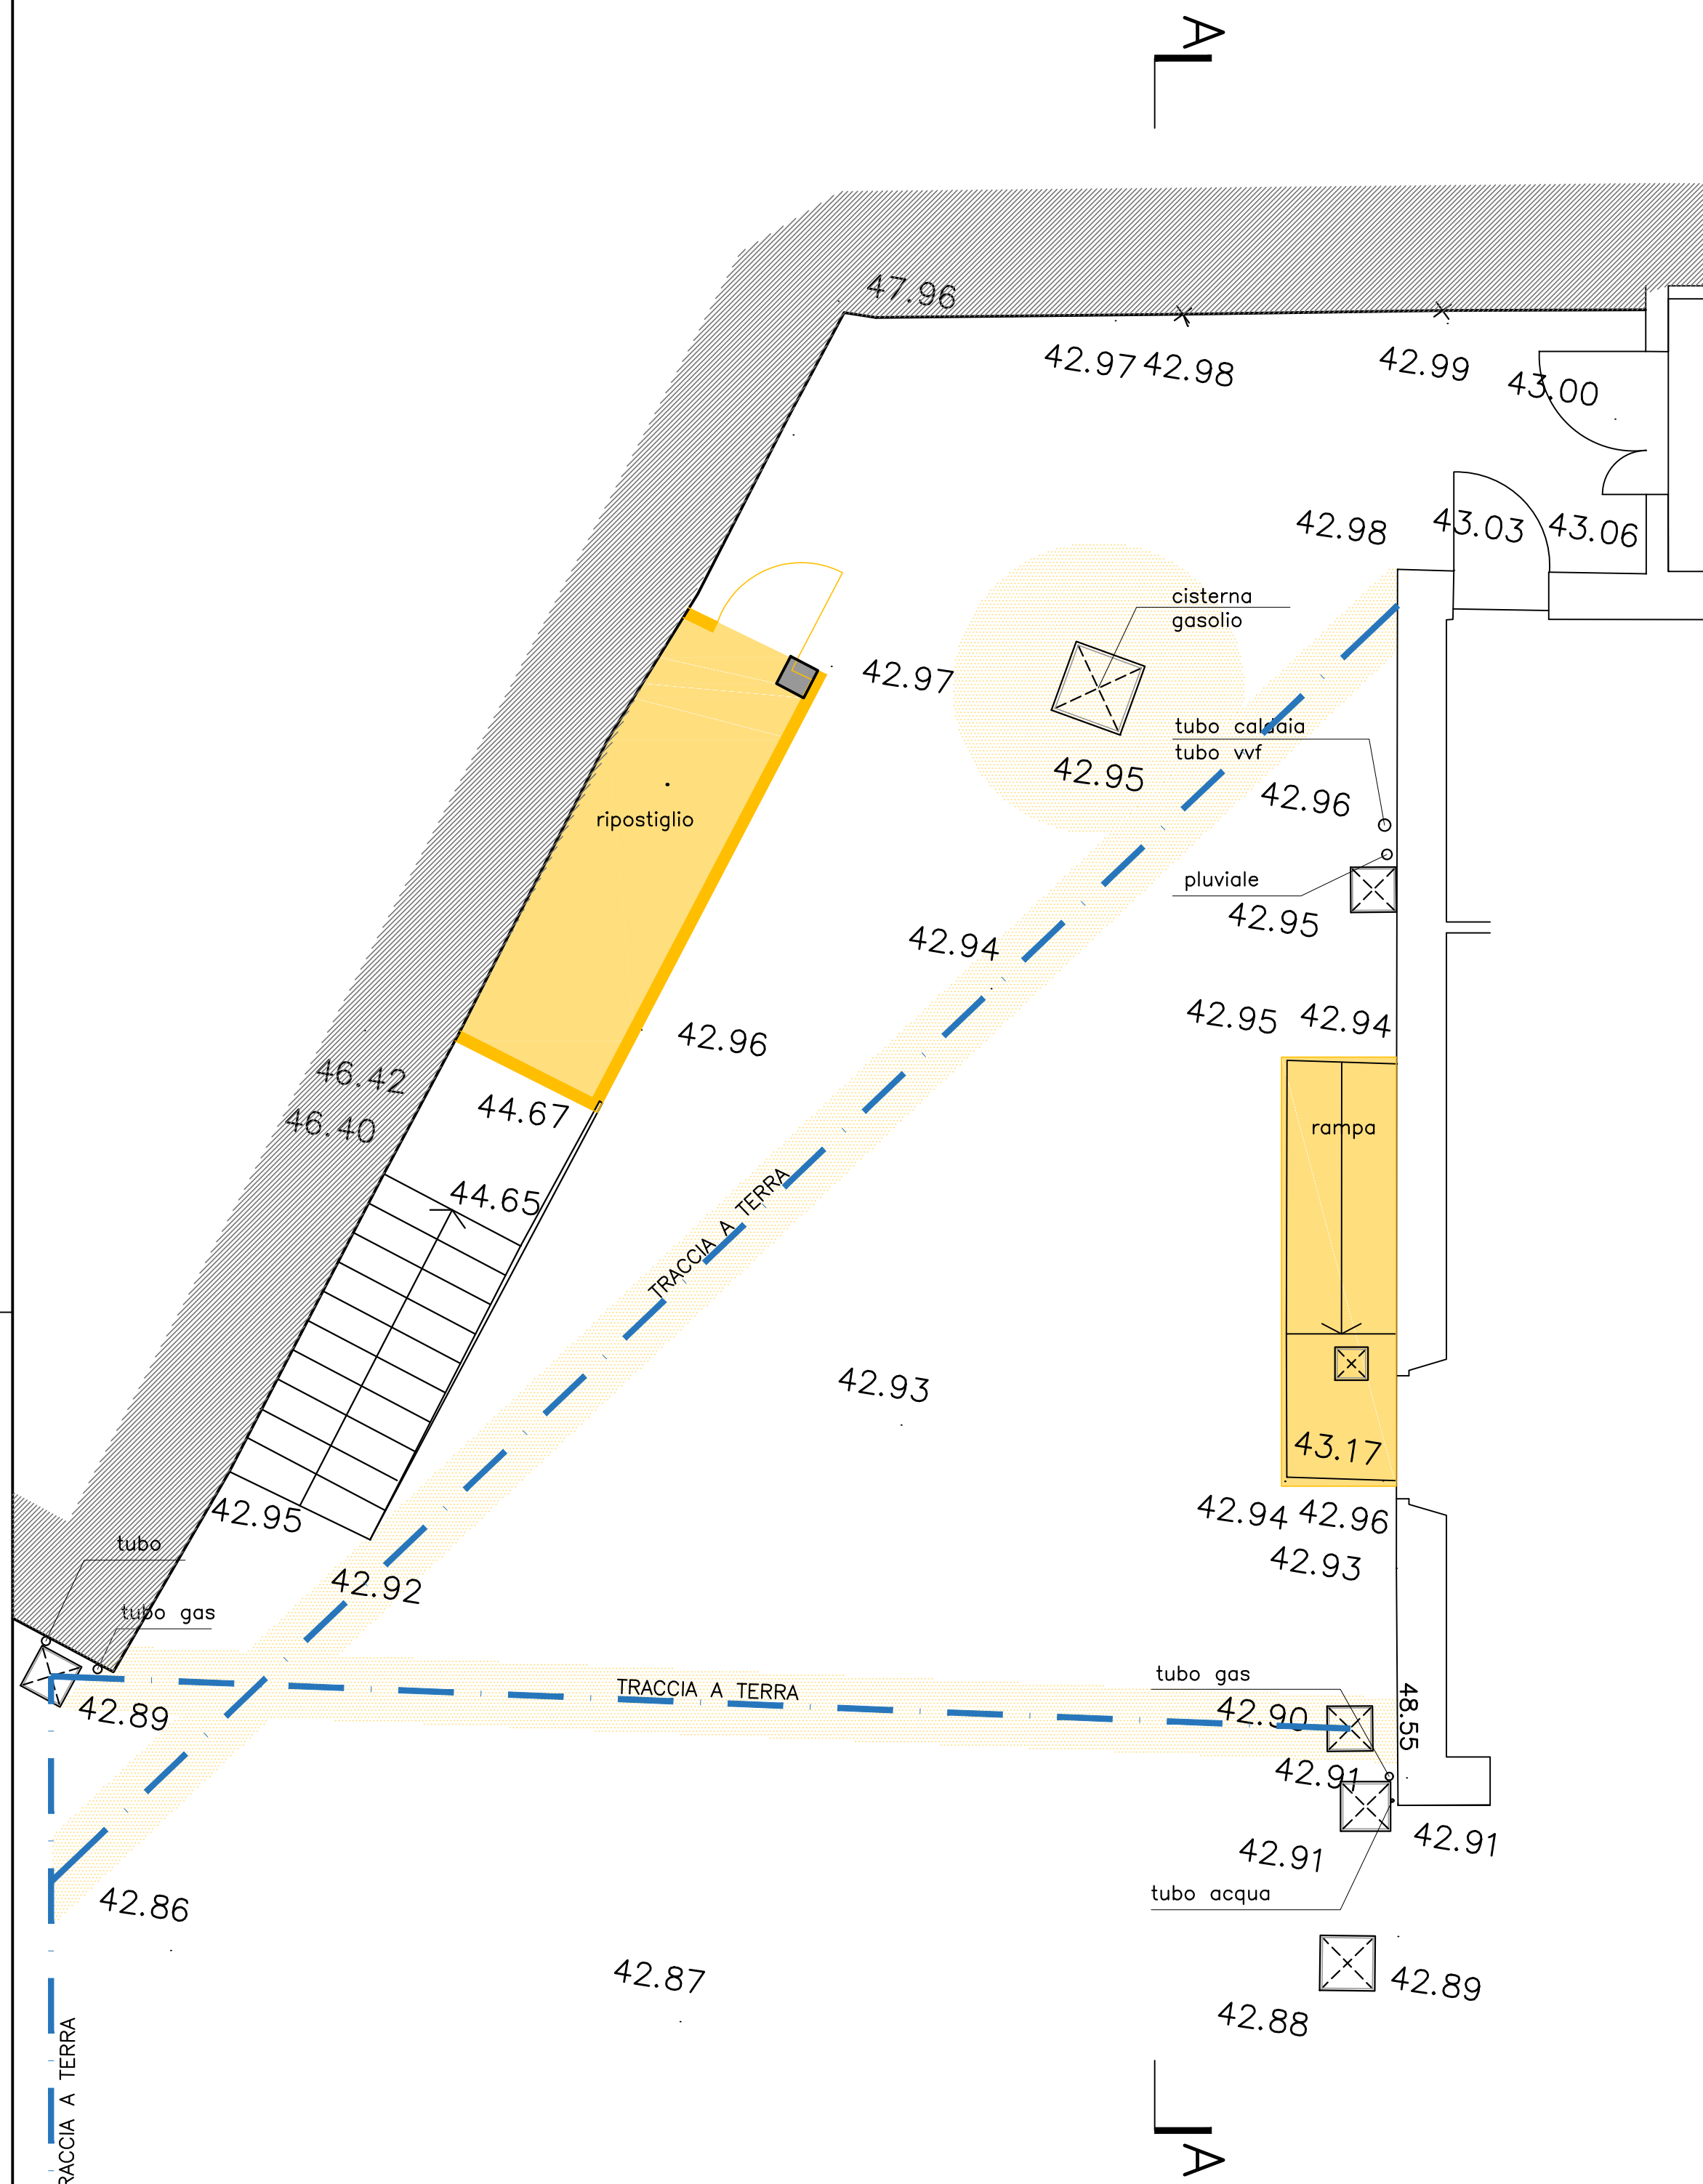 A
47.96
42.97
42.98
42.99
43.00
42.98
43.03
43.06
cisterna
gasolio
42.97
tubo caldaia
tubo vvf
42.95
42.96
ripostiglio
pluviale
42.95
42.94
42.95
42.94
42.96
46.42
44.67
46.40
rampa
44.65
TRACCIA A TERRA
42.93
43.17
42.95
42.94
42.96
tubo
42.93
42.92
tubo gas
tubo gas
TRACCIA A TERRA
42.89
42.90
48.55
42.91
42.91
42.91
tubo acqua
42.86
42.87
42.89
42.88
RACCIA A TERRA
A